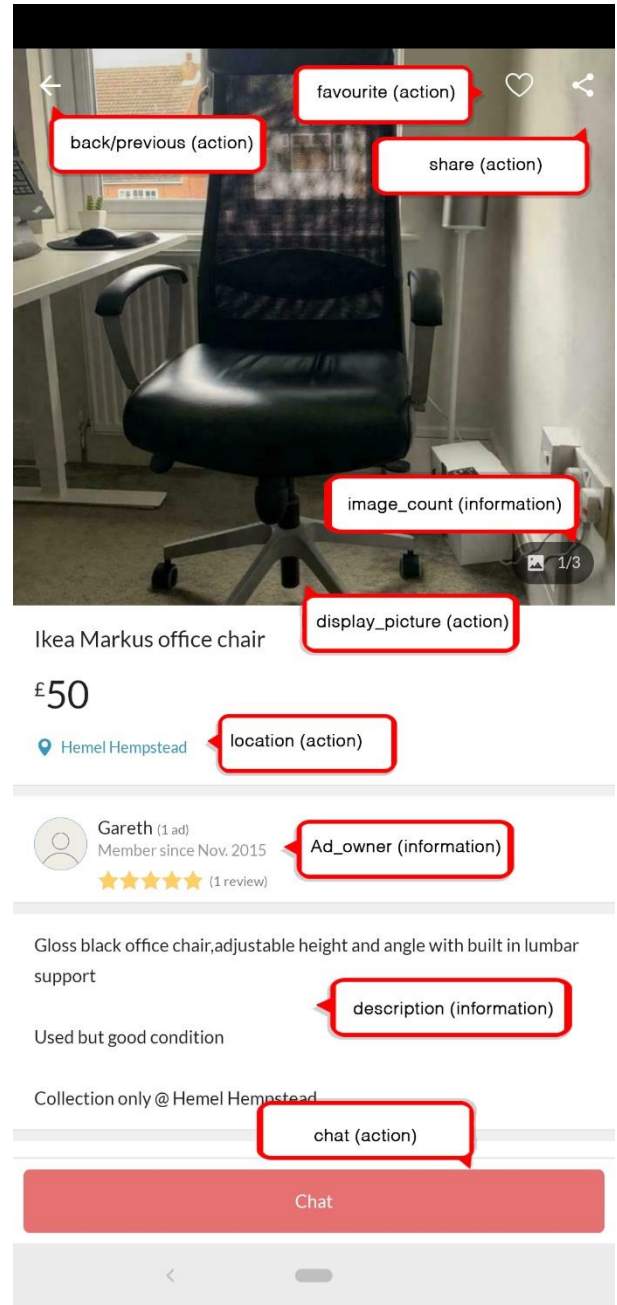 favourite (action)
back/previous (action)
share (action)
image_count (information)
1/3
display_picture (action)
Ikea Markus office chair
£50
location (action)
Hemel Hempstead
Gareth (1 ad)
Member since Nov. 2015
Ad_owner (information)
(1 review)
Gloss black office chair,adjustable height and angle with built in lumbar
support
description (information)
Used but good condition
Collection only @ Hemel Hempstead
chat (action)
Chat